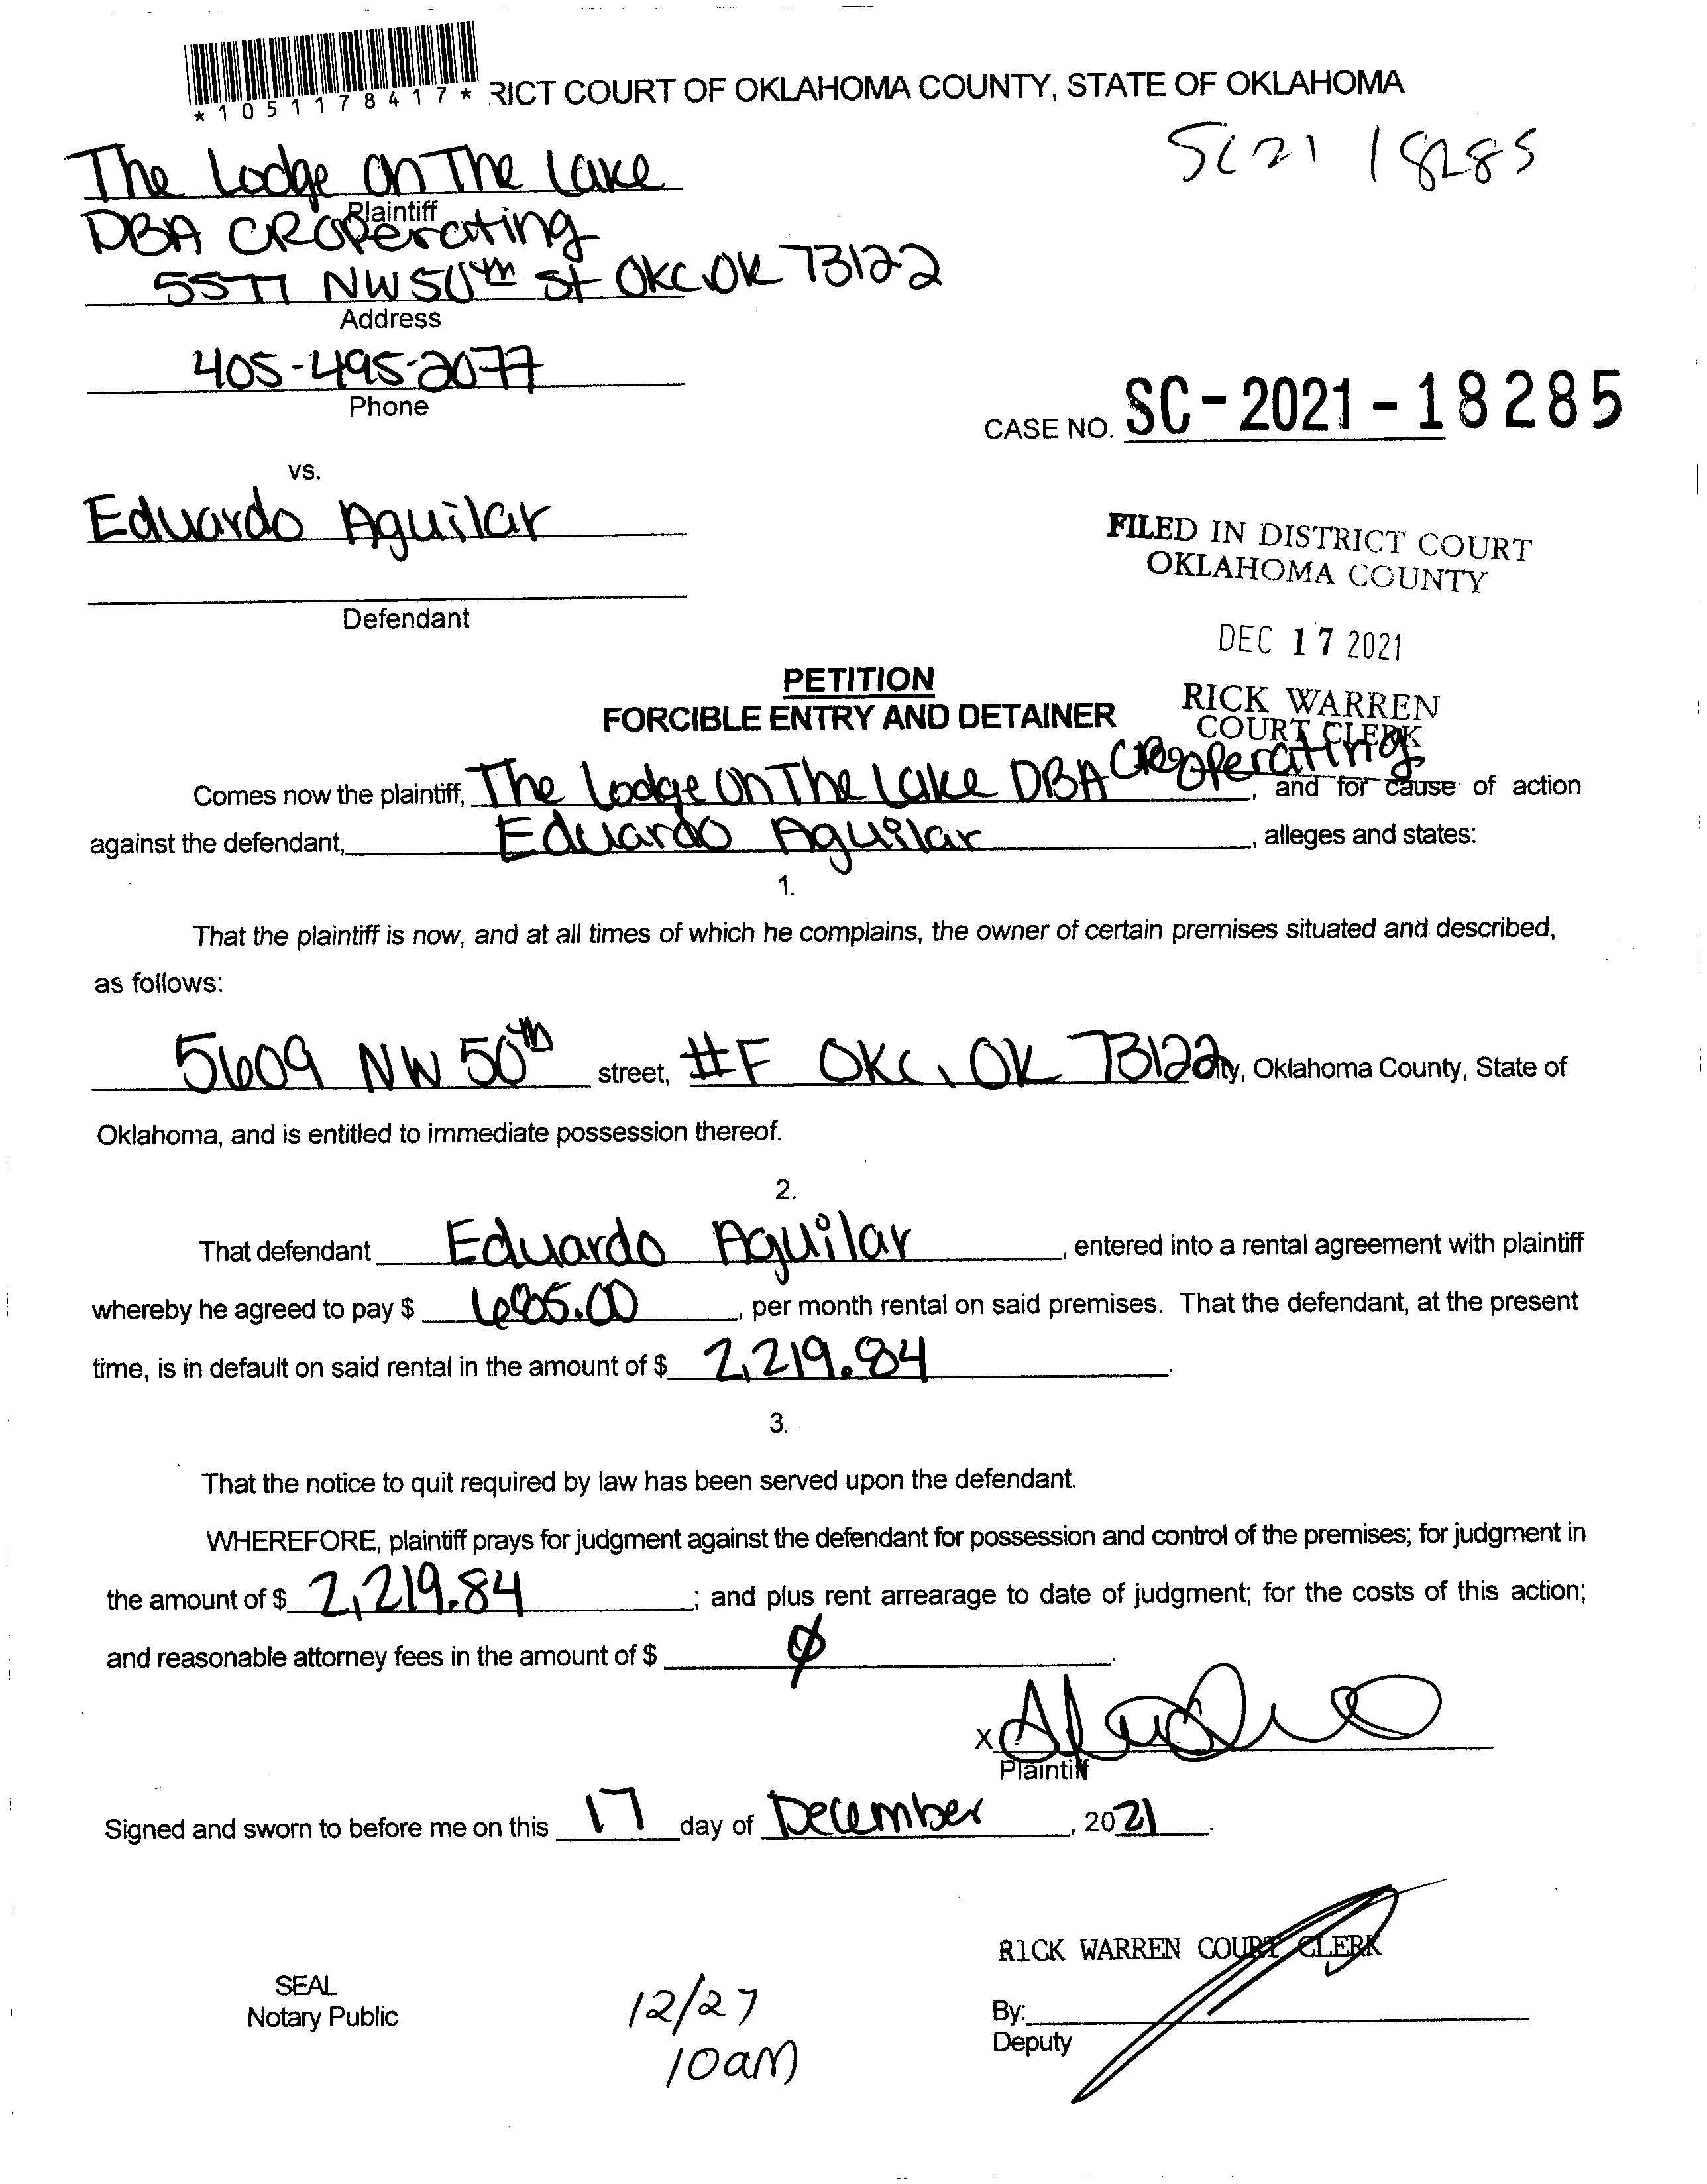 *1051178417* RICT COURT OF OKLAHOMA COUNTY, STATE OF OKLAHOMA
SC21 18285
The Lodge on The Lake
Plaintiff
DBA CROperating
5577 NW 50th St OKC, OK 73122
Address
405-495-2077
Phone
CASE NO. SC-2021-18285
vs.
Eduardo Aguilar
Defendant
FILED IN DISTRICT COURT
OKLAHOMA COUNTY
DEC 17 2021
RICK WARREN
COURT CLERK
PETITION
FORCIBLE ENTRY AND DETAINER
Comes now the plaintiff, The Lodge on The Lake DBA CROperating, and for cause of action
against the defendant, Eduardo Aguilar, alleges and states:
1.
That the plaintiff is now, and at all times of which he complains, the owner of certain premises situated and described,
as follows:
5609 NW 50th street, #F OKC, OK 73122 City, Oklahoma County, State of
Oklahoma, and is entitled to immediate possession thereof.
2.
That defendant Eduardo Aguilar, entered into a rental agreement with plaintiff
whereby he agreed to pay $ , per month rental on said premises. That the defendant, at the present
time, is in default on said rental in the amount of $ 2,219.84.
3.
That the notice to quit required by law has been served upon the defendant.
WHEREFORE, plaintiff prays for judgment against the defendant for possession and control of the premises; for judgment in
the amount of $ 2,219.84; and plus rent arrearage to date of judgment; for the costs of this action;
and reasonable attorney fees in the amount of $ ∅.
X
Plaintiff
Signed and sworn to before me on this 17 day of December, 2021.
RICK WARREN COURT CLERK
SEAL
Notary Public
12/27
10am
By:
Deputy